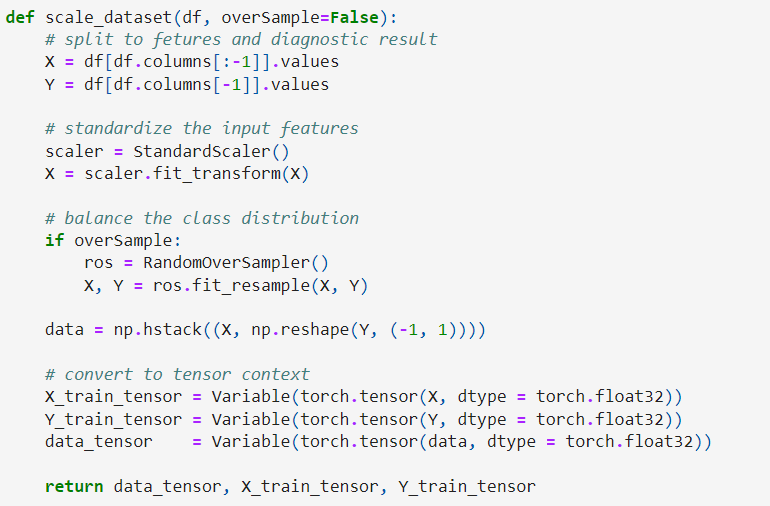 def scale_dataset(df, overSample=False):
    # split to fetures and diagnostic result
    X = df[df.columns[:-1]].values
    Y = df[df.columns[-1]].values

    # standardize the input features
    scaler = StandardScaler()
    X = scaler.fit_transform(X)

    # balance the class distribution
    if overSample:
        ros = RandomOverSampler()
        X, Y = ros.fit_resample(X, Y)

    data = np.hstack((X, np.reshape(Y, (-1, 1))))

    # convert to tensor context
    X_train_tensor = Variable(torch.tensor(X, dtype = torch.float32))
    Y_train_tensor = Variable(torch.tensor(Y, dtype = torch.float32))
    data_tensor    = Variable(torch.tensor(data, dtype = torch.float32))

    return data_tensor, X_train_tensor, Y_train_tensor